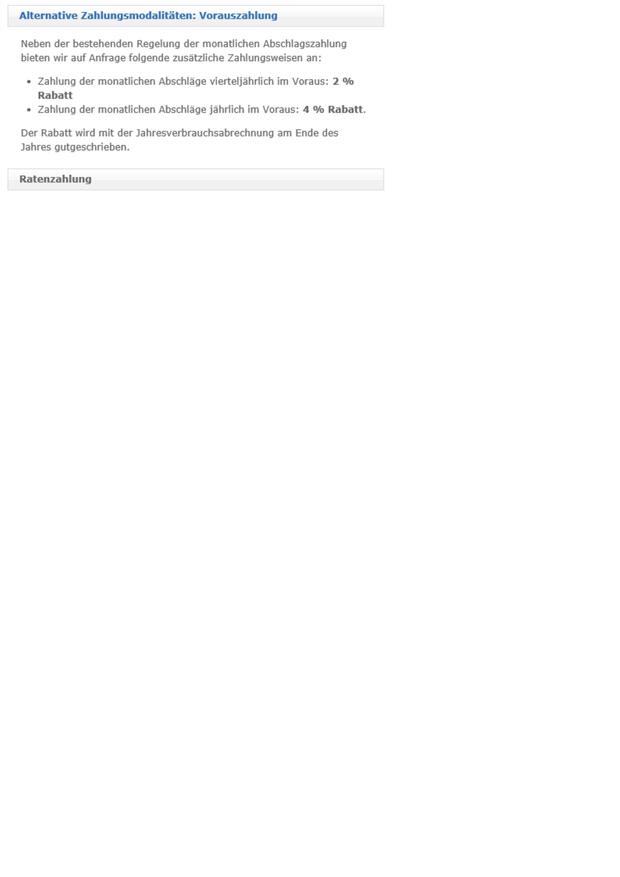 Alternative Zahlungsmodalitäten: Vorauszahlung
Neben der bestehenden Regelung der monatlichen Abschlagszahlung
bieten wir auf Anfrage folgende zusätzliche Zahlungsweisen an:
• Zahlung der monatlichen Abschläge vierteljährlich im Voraus: 2 %
Rabatt
• Zahlung der monatlichen Abschläge jährlich im Voraus: 4 % Rabatt.
Der Rabatt wird mit der Jahresverbrauchsabrechnung am Ende des
Jahres gutgeschrieben.
Ratenzahlung